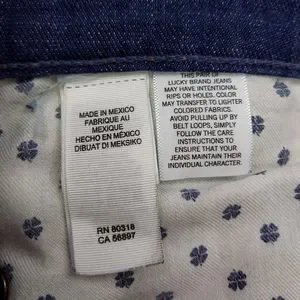 MADE IN MEXICO
FABRIQUE AU
MEXIQUE
HECHO EN MÉXICO
DIBUAT DI MEKSIKO
RN 80318
CA 56897
THIS PAIR OF
LUCKY BRAND JEANS
MAY HAVE INTENTIONAL
RIPS OR HOLES. COLOR
MAY TRANSFER TO LIGHTER
COLORED FABRICS.
AVOID PULLING UP BY
BELT LOOPS, SIMPLY
FOLLOW THE CARE
INSTRUCTIONS TO
ENSURE THAT YOUR
JEANS MAINTAIN THEIR
INDIVIDUAL CHARACTER